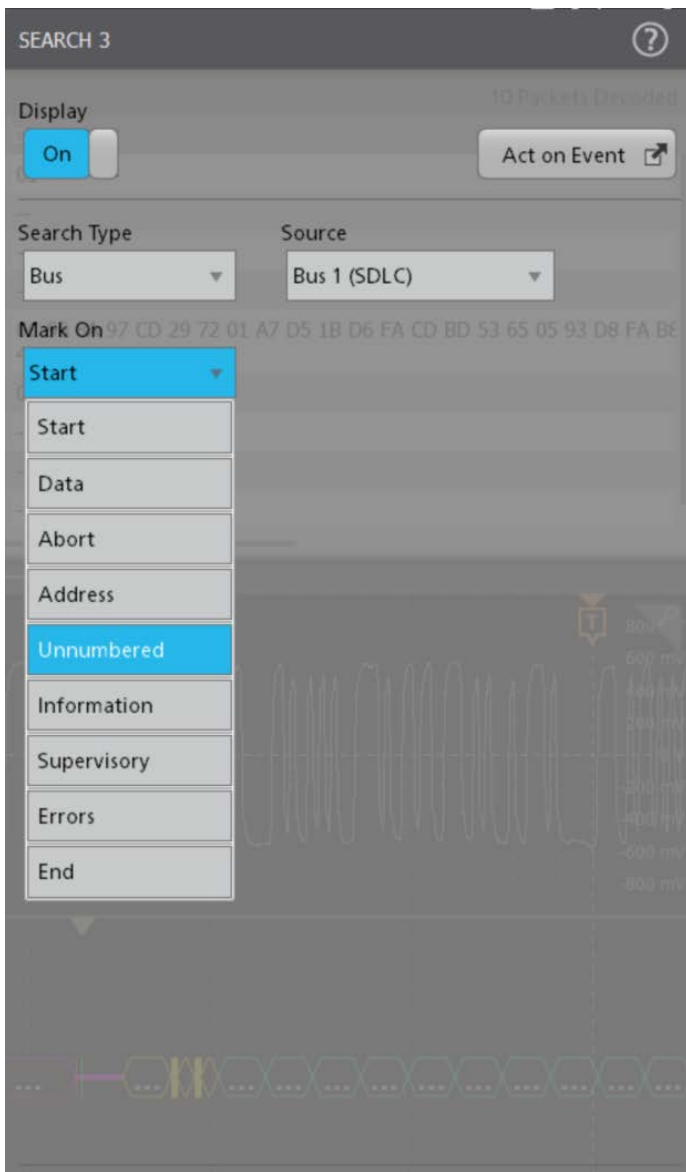 SEARCH 3
?
10 Packets Decoded
Display
On
Act on Event
Search Type Source
Bus Bus 1 (SDLC)
Mark On 97 CD 29 72 01 A7 D5 1B D6 FA CD BD 53 65 05 93 D8 FA
Start
Start
Data
Abort
Address
Unnumbered
Information
Supervisory
Errors
End
T
600 mV
400 mV
200 mV
-200 mV
-400 mV
-600 mV
-800 mV
... ... ... ... ... ... ... ... ... ...